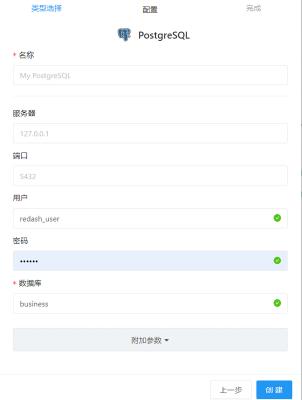 类型选择 配置 完成
PostgreSQL
* 名称
My PostgreSQL
服务器
127.0.0.1
端口
5432
用户
redash_user
密码
••••••
* 数据库
business
附加参数
上一步 创 建